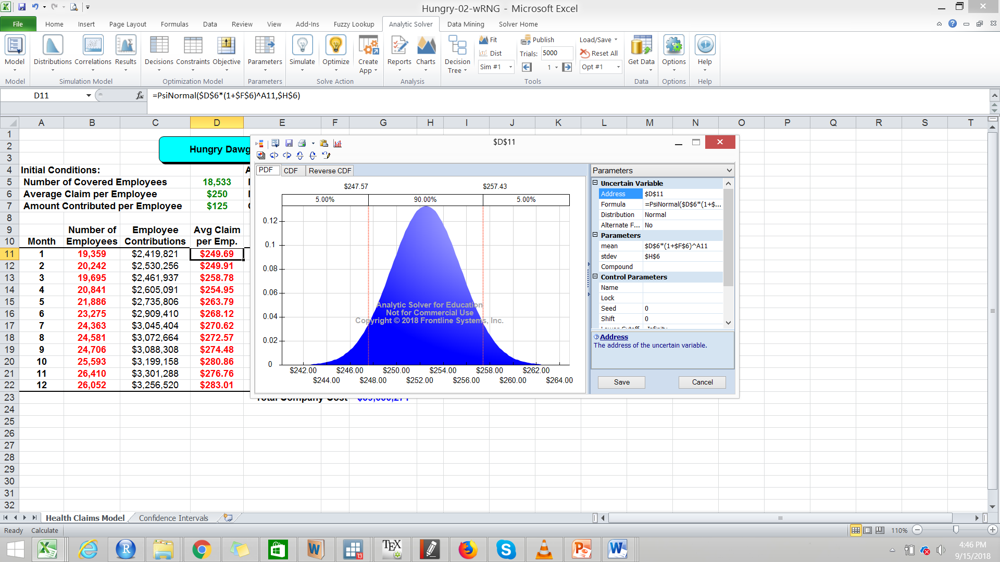 Hungry-02-wRNG - Microsoft Excel
File Home Insert Page Layout Formulas Data Review View Add-Ins Fuzzy Lookup Analytic Solver Data Mining Solver Home
Model Distributions Correlations Results Decisions Constraints Objective Parameters Simulate Optimize Create App Reports Charts Decision Tree Get Data Options Help
Fit Publish Load/Save
Dist Trials: 5000 Reset All
Sim #1 1 Opt #1
Model Simulation Model Optimization Model Parameters Solve Action Analysis Tools Data Options Help
D11 fx =PsiNormal($D$6*(1+$F$6)^A11,$H$6)
A B C D E F G H I J K L M N O P Q R S T
1
2 Hungry Dawg
3
4 Initial Conditions: A
5 Number of Covered Employees 18,533
6 Average Claim per Employee $250
7 Amount Contributed per Employee $125
8
9 Number of Employee Avg Claim
10 Month Employees Contributions per Emp.
11 1 19,359 $2,419,821 $249.69
12 2 20,242 $2,530,256 $249.91
13 3 19,695 $2,461,937 $258.78
14 4 20,841 $2,605,091 $254.95
15 5 21,886 $2,735,806 $263.79
16 6 23,275 $2,909,410 $268.12
17 7 24,363 $3,045,404 $270.62
18 8 24,581 $3,072,664 $272.57
19 9 24,706 $3,088,308 $274.48
20 10 25,593 $3,199,158 $280.86
21 11 26,410 $3,301,288 $276.76
22 12 26,052 $3,256,520 $283.01
23 Total Company Cost
24
25
26
27
28
29
30
31
32
$D$11
PDF CDF Reverse CDF
$247.57 $257.43
5.00% 90.00% 5.00%
0.12
0.1
0.08
0.06
0.04
0.02
0
Analytic Solver for Education
Not for Commercial Use
Copyright © 2018 Frontline Systems, Inc.
$242.00 $246.00 $250.00 $254.00 $258.00 $262.00
$244.00 $248.00 $252.00 $256.00 $260.00 $264.00
Parameters
Uncertain Variable
Address $D$11
Formula =PsiNormal($D$6*(1+$...
Distribution Normal
Alternate F... No
Parameters
mean $D$6*(1+$F$6)^A11
stdev $H$6
Compound
Control Parameters
Name
Lock
Seed 0
Shift 0
Address
The address of the uncertain variable.
Save Cancel
Health Claims Model Confidence Intervals
Ready Calculate 110%
4:46 PM
9/15/2018